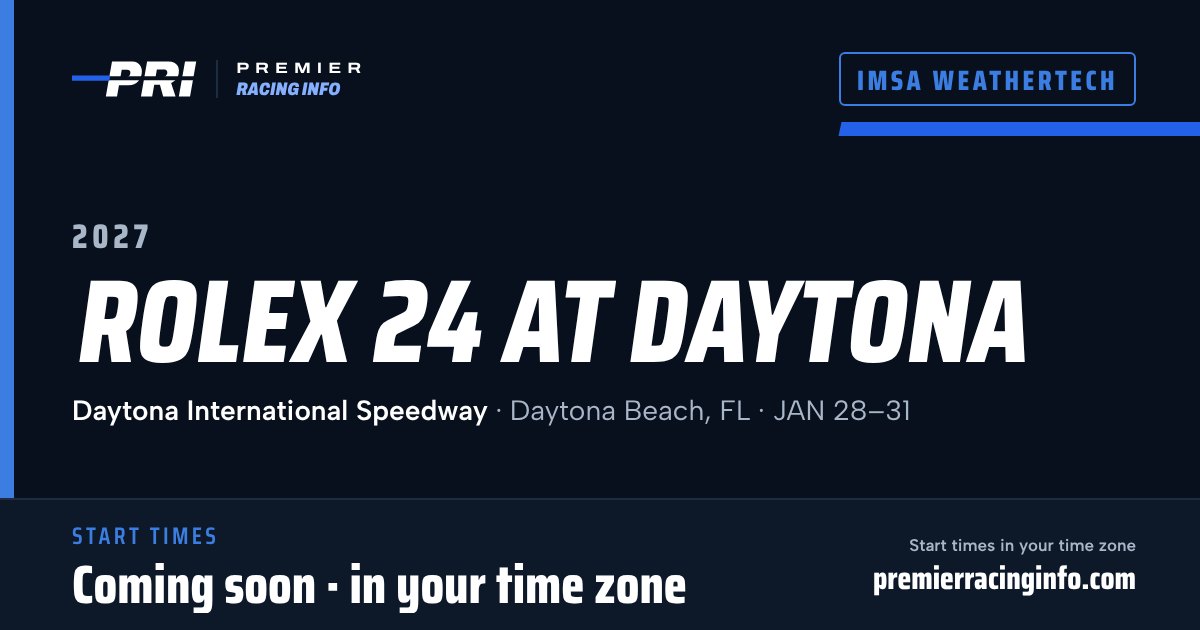 PRI
PREMIER
RACING INFO
IMSA WEATHERTECH
2027
ROLEX 24 AT DAYTONA
Daytona International Speedway · Daytona Beach, FL · JAN 28–31
START TIMES
Coming soon · in your time zone
Start times in your time zone
premierracinginfo.com